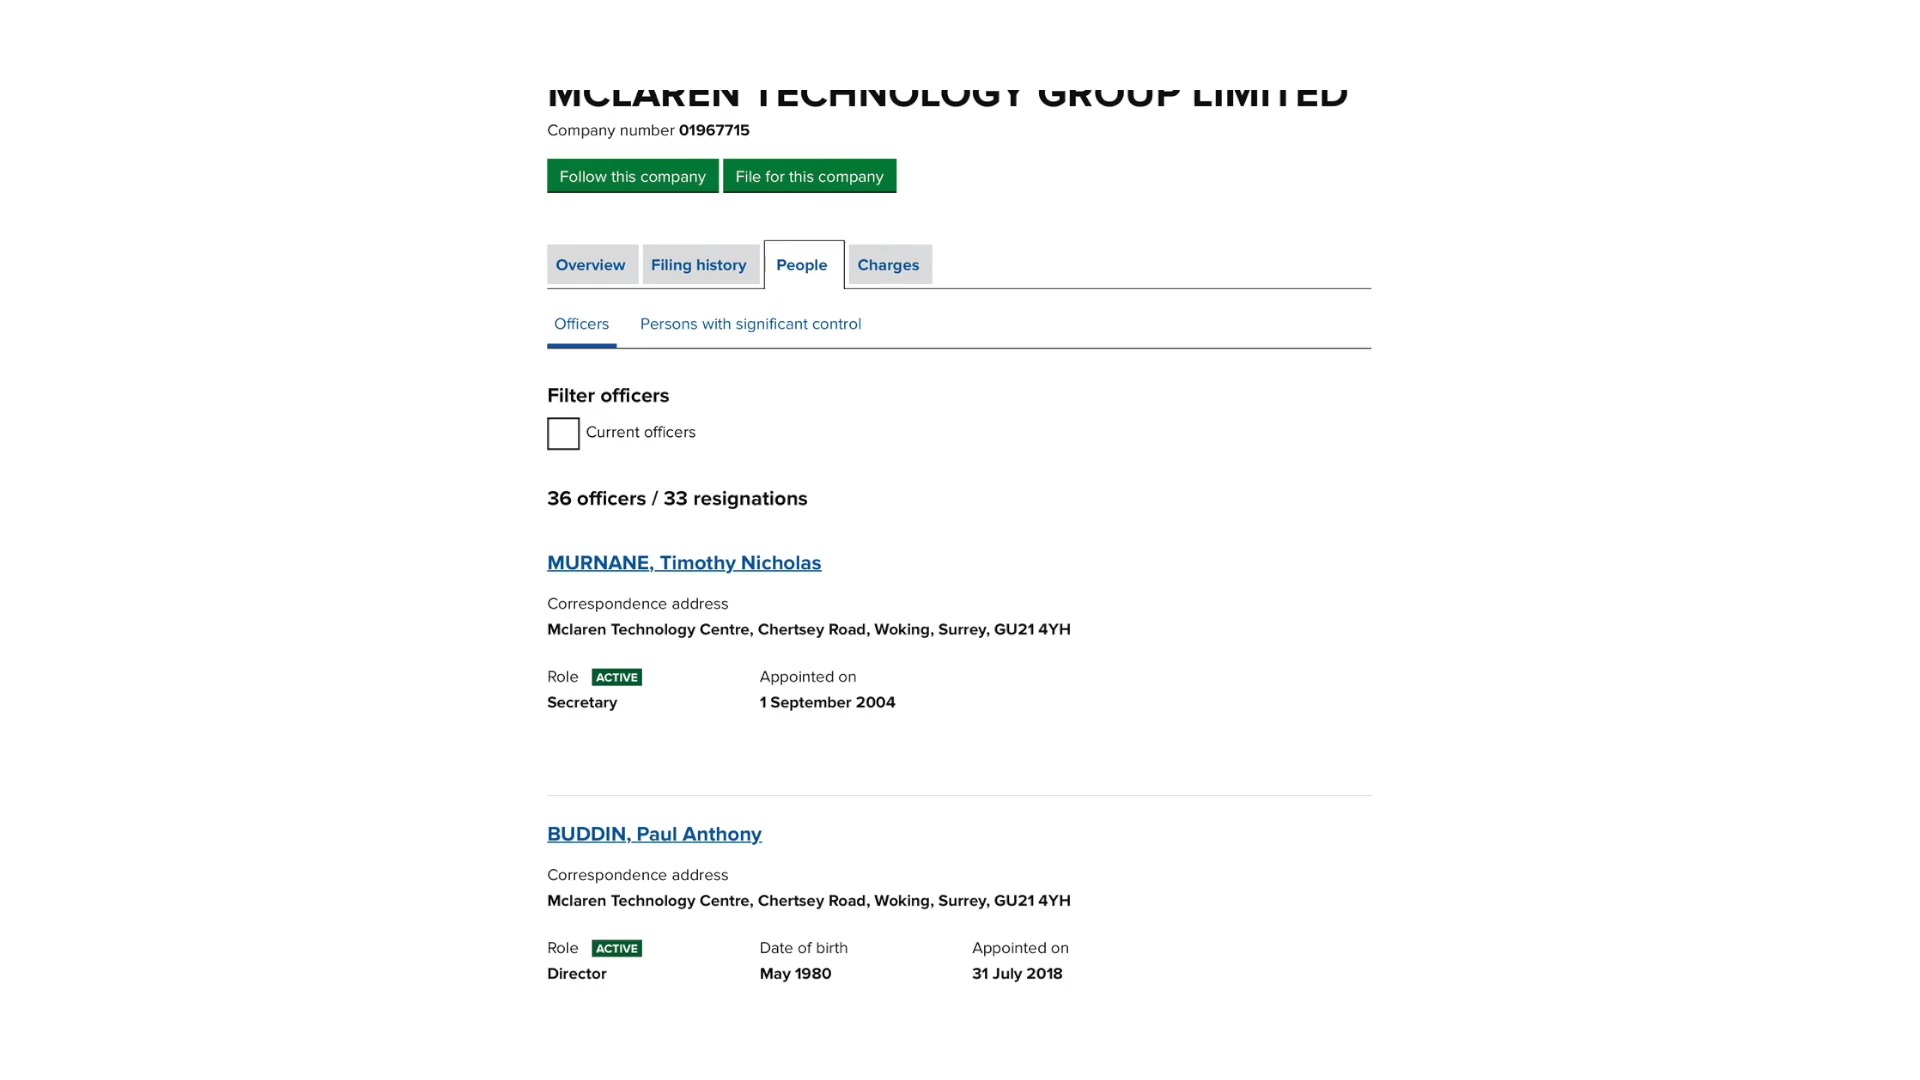 MCLAREN TECHNOLOGY GROUP LIMITED
Company number 01967715
Follow this company File for this company
Overview Filing history People Charges
Officers Persons with significant control
Filter officers
Current officers
36 officers / 33 resignations
MURNANE, Timothy Nicholas
Correspondence address
Mclaren Technology Centre, Chertsey Road, Woking, Surrey, GU21 4YH
Role ACTIVE Appointed on
Secretary 1 September 2004
BUDDIN, Paul Anthony
Correspondence address
Mclaren Technology Centre, Chertsey Road, Woking, Surrey, GU21 4YH
Role ACTIVE Date of birth Appointed on
Director May 1980 31 July 2018